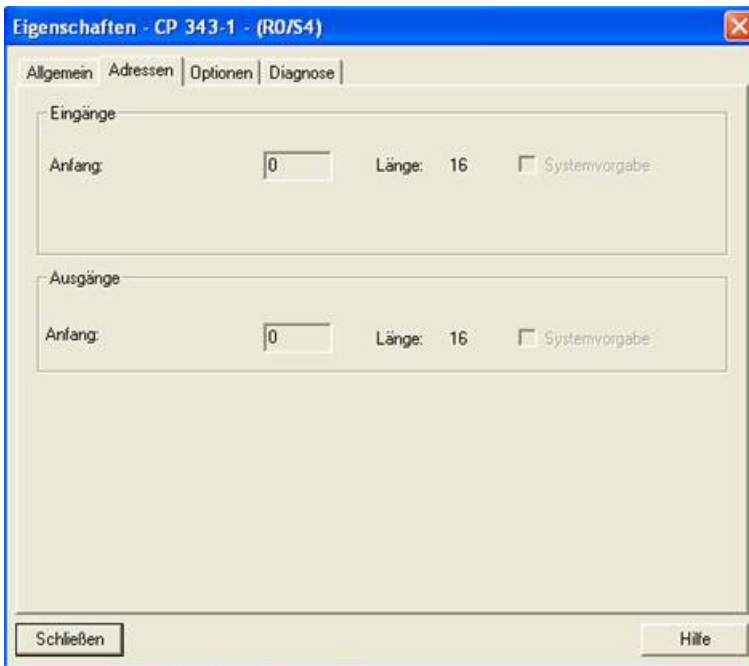 Eigenschaften - CP 343-1 - (R0/S4)
Allgemein Adressen Optionen Diagnose
Eingänge
Anfang: 0 Länge: 16 Systemvorgabe
Ausgänge
Anfang: 0 Länge: 16 Systemvorgabe
Schließen Hilfe